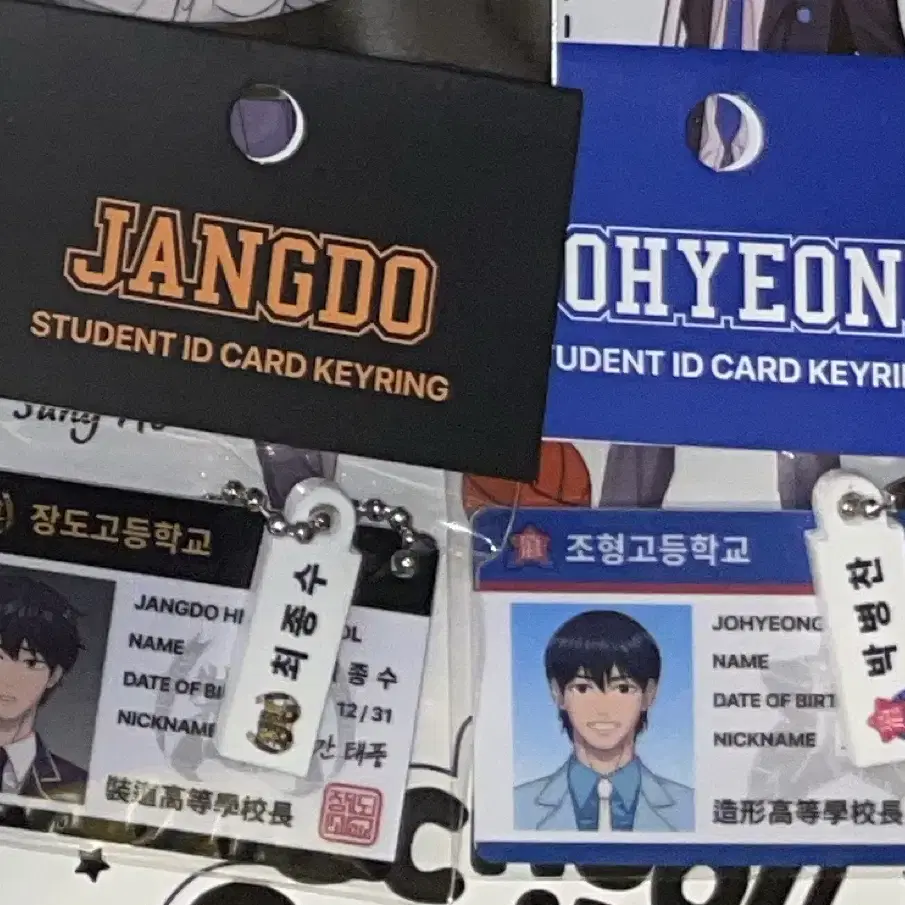 JANGDO
STUDENT ID CARD KEYRING
OHYEON
UDENT ID CARD KEYRI
장도고등학교
JANGDO HI
OL
NAME
종수
DATE OF BI
12/31
NICKNAME
간 태풍
裝道高等學校長
최종수
조형고등학교
JOHYEONG
NAME
DATE OF BIRT
NICKNAME
造形高等學校長
박병찬